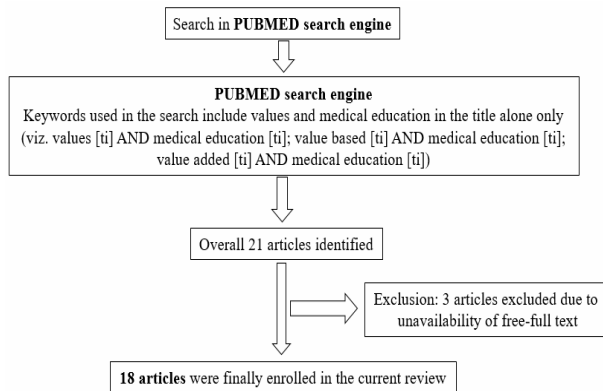 Search in PUBMED search engine
PUBMED search engine
Keywords used in the search include values and medical education in the title alone only
(viz. values [ti] AND medical education [ti]; value based [ti] AND medical education [ti];
value added [ti] AND medical education [ti])
Overall 21 articles identified
Exclusion: 3 articles excluded due to
unavailability of free-full text
18 articles were finally enrolled in the current review